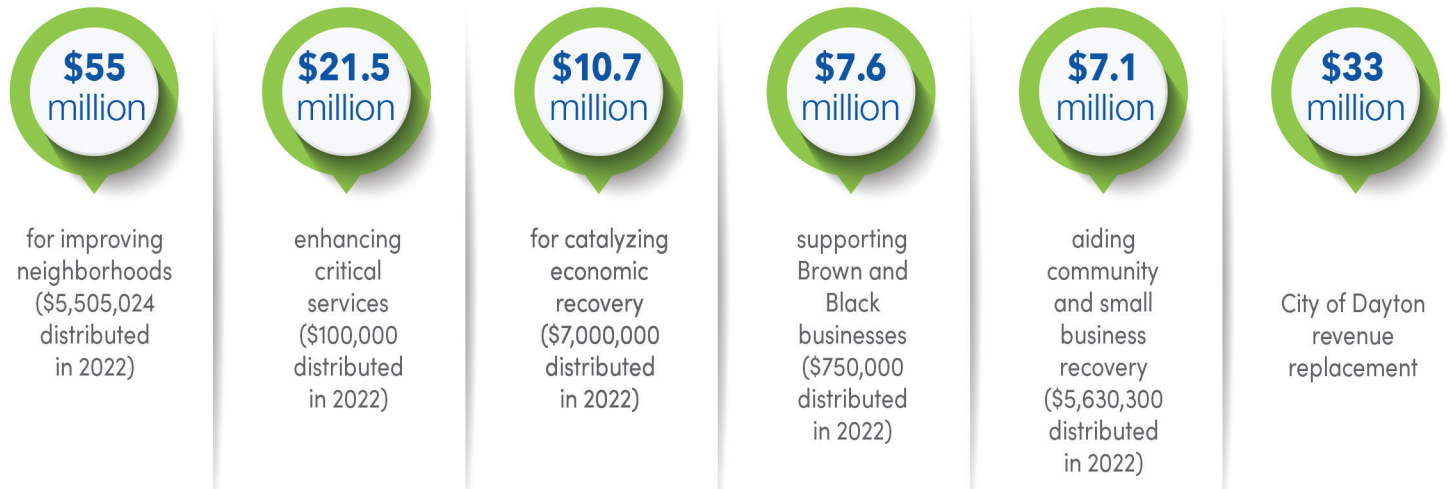 $55
million
for improving
neighborhoods
($5,505,024
distributed
in 2022)
$21.5
million
enhancing
critical
services
($100,000
distributed
in 2022)
$10.7
million
for catalyzing
economic
recovery
($7,000,000
distributed
in 2022)
$7.6
million
supporting
Brown and
Black
businesses
($750,000
distributed
in 2022)
$7.1
million
aiding
community
and small
business
recovery
($5,630,300
distributed
in 2022)
$33
million
City of Dayton
revenue
replacement